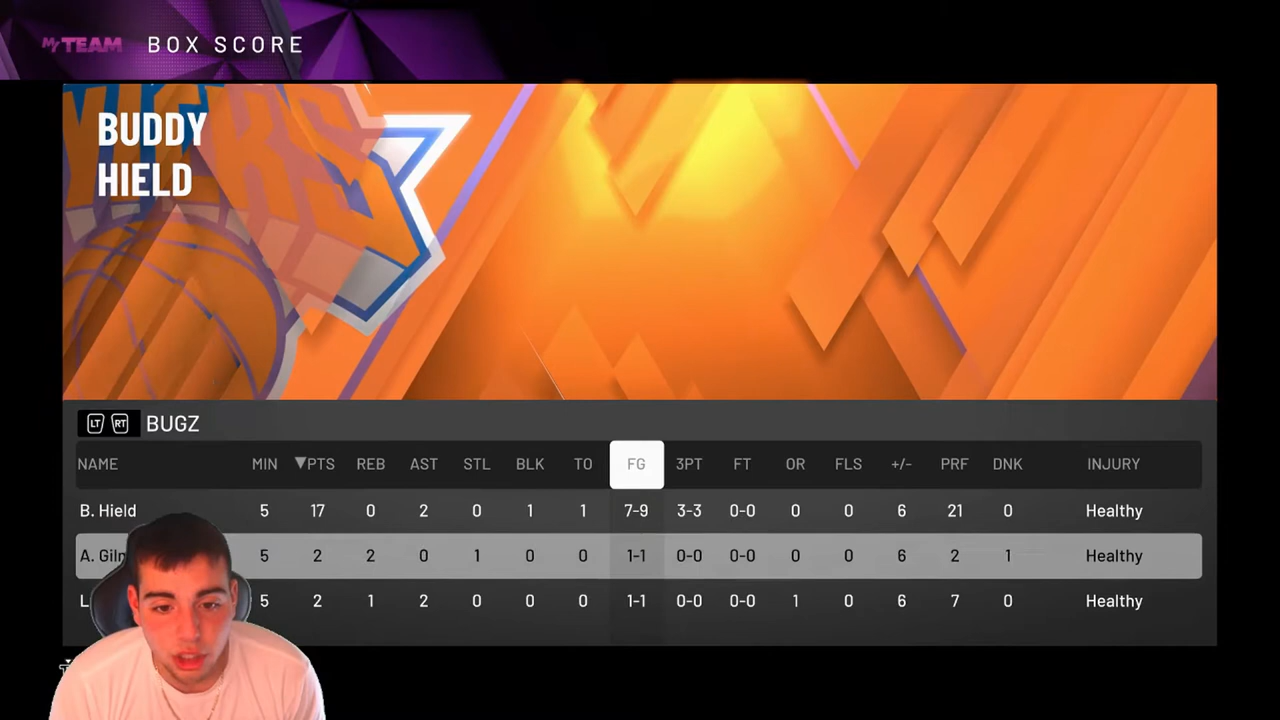 MyTEAM BOX SCORE
BUDDY
HIELD
LT RT BUGZ
NAME MIN ▼PTS REB AST STL BLK TO FG 3PT FT OR FLS +/- PRF DNK INJURY
B. Hield 5 17 0 2 0 1 1 7-9 3-3 0-0 0 0 6 21 0 Healthy
A. 5 2 2 0 1 0 0 1-1 0-0 0-0 0 0 6 2 1 Healthy
L 5 2 1 2 0 0 0 1-1 0-0 0-0 1 0 6 7 0 Healthy